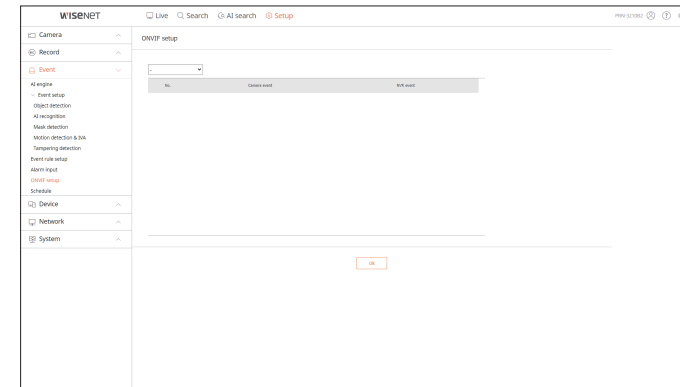 WISENET
Live Search AI search Setup
Camera
ONVIF setup
Record
Event
-
No. Camera event NVR event
AI engine
Event setup
Object detection
AI recognition
Mask detection
Motion detection & IVA
Tampering detection
Event rule setup
Alarm input
ONVIF setup
Schedule
Device
Network
System
OK